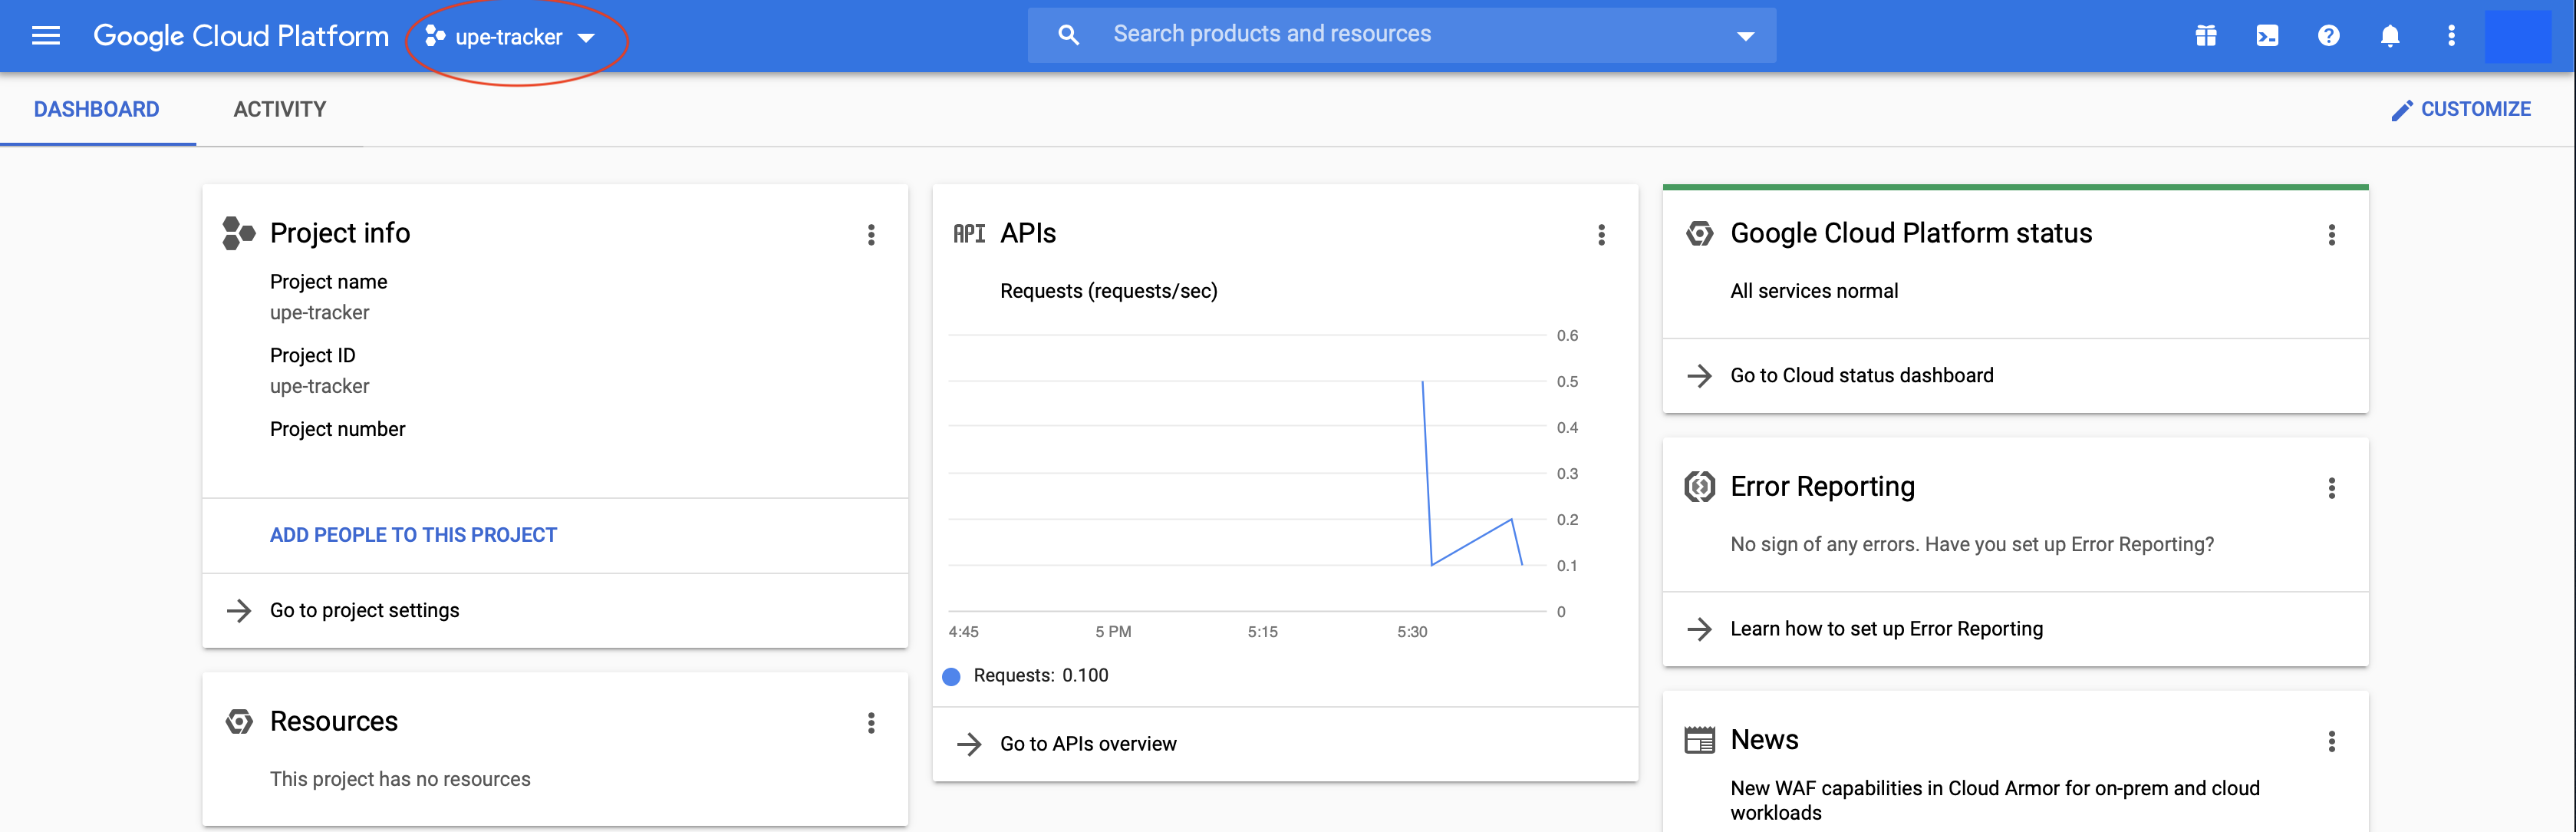 Google Cloud Platform
upe-tracker
Search products and resources
DASHBOARD
ACTIVITY
CUSTOMIZE
Project info
Project name
upe-tracker
Project ID
upe-tracker
Project number
ADD PEOPLE TO THIS PROJECT
Go to project settings
Resources
This project has no resources
API APIs
Requests (requests/sec)
0.6
0.5
0.4
0.3
0.2
0.1
0
4:45 5 PM 5:15 5:30
Requests: 0.100
Go to APIs overview
Google Cloud Platform status
All services normal
Go to Cloud status dashboard
Error Reporting
No sign of any errors. Have you set up Error Reporting?
Learn how to set up Error Reporting
News
New WAF capabilities in Cloud Armor for on-prem and cloud
workloads